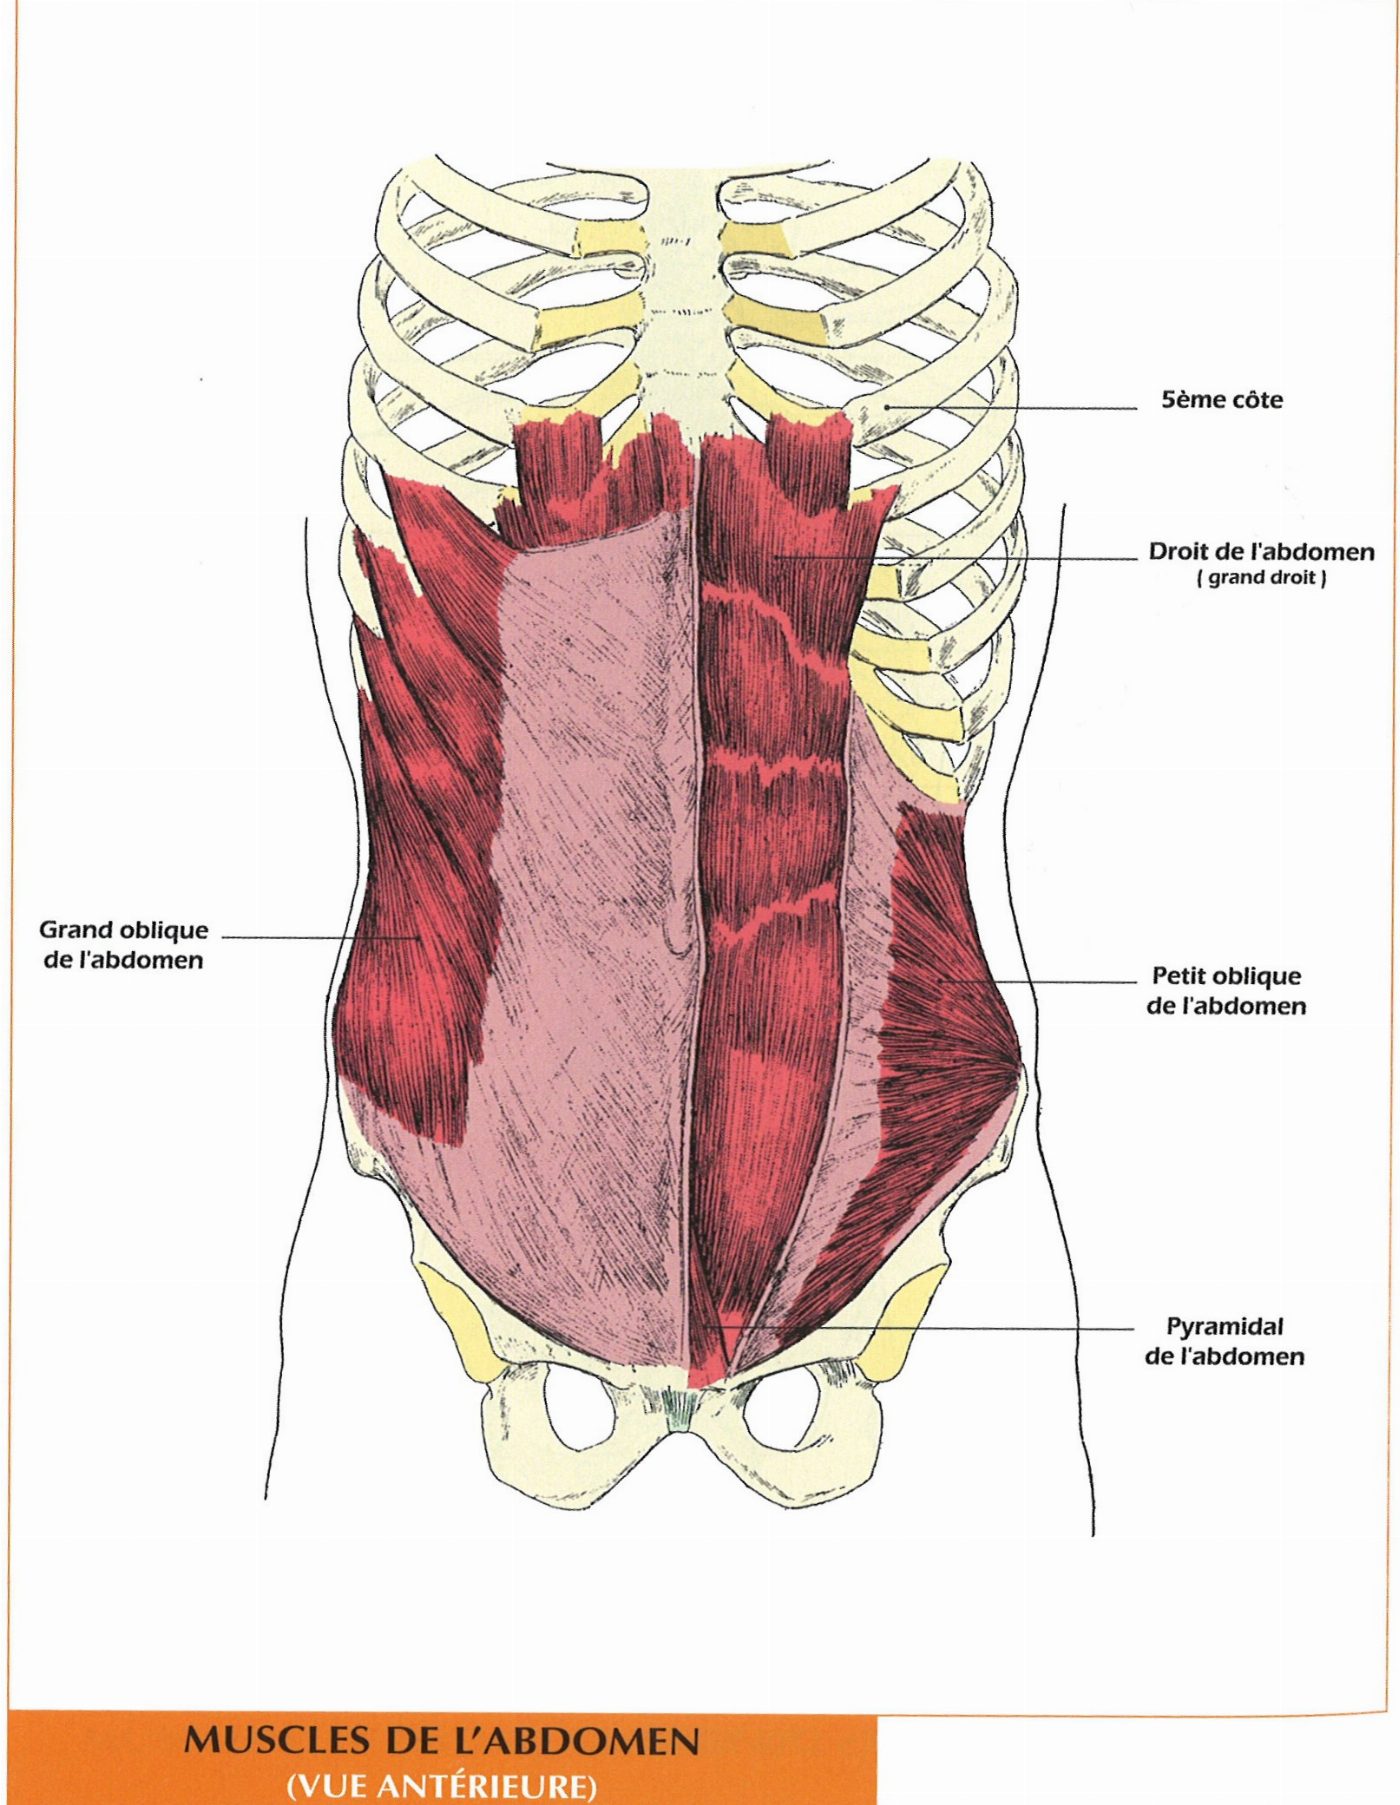 5ème côte
Droit de l'abdomen
( grand droit )
Grand oblique
de l'abdomen
Petit oblique
de l'abdomen
Pyramidal
de l'abdomen
MUSCLES DE L'ABDOMEN
(VUE ANTÉRIEURE)